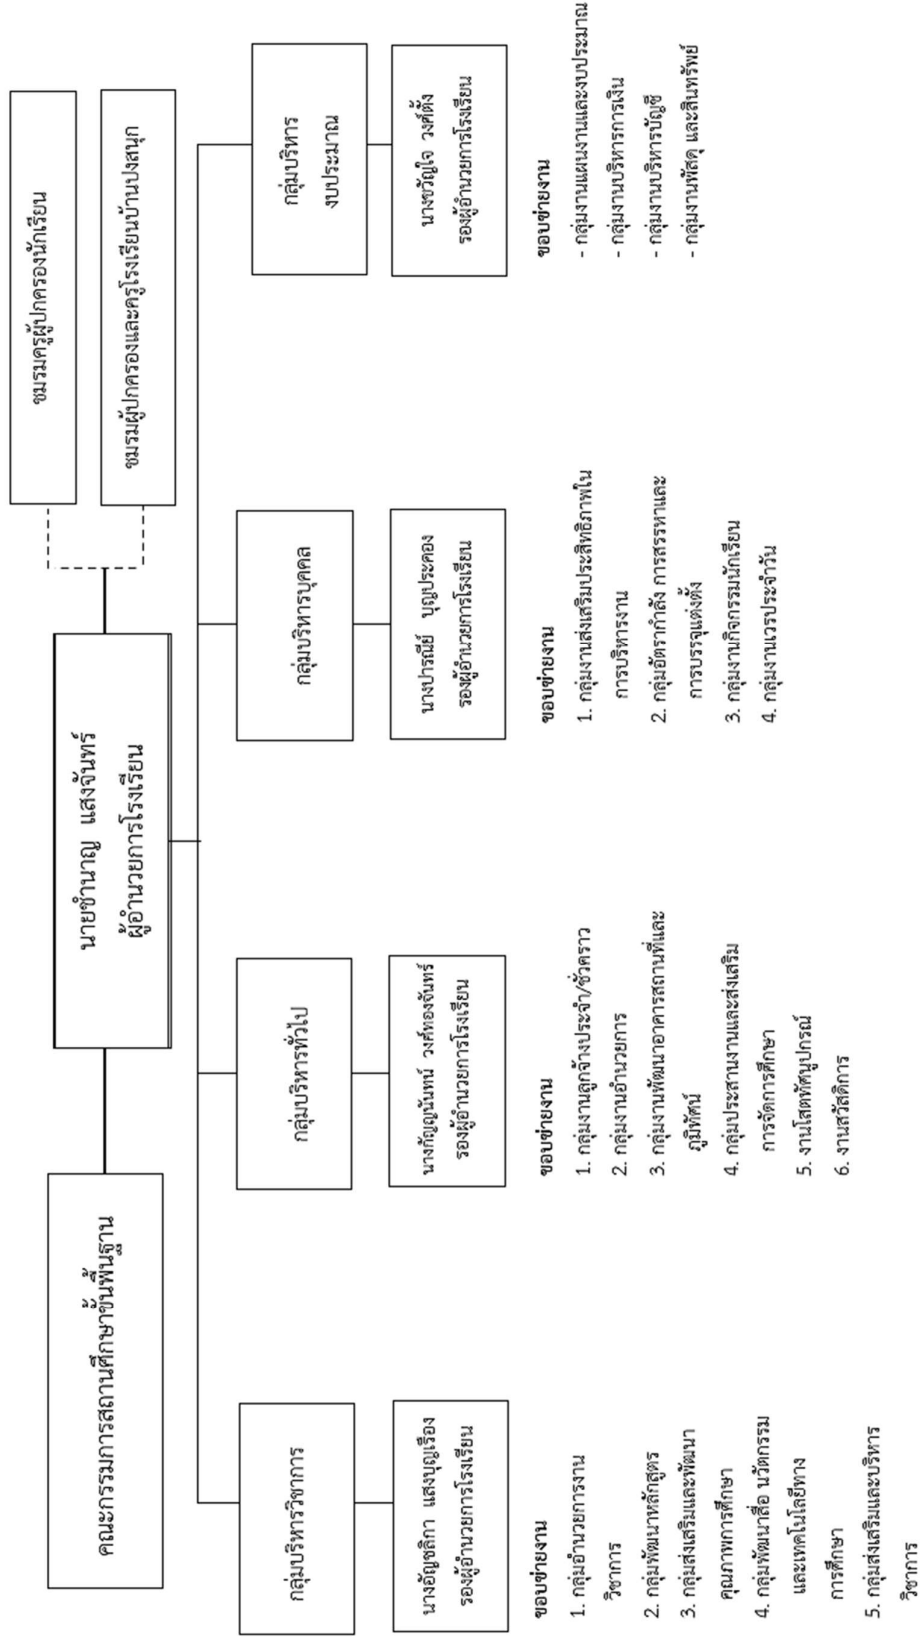 คณะกรรมการสถานศึกษาขั้นพื้นฐาน
นายชำนาญ แสงจันทร์
ผู้อำนวยการโรงเรียน
ชมรมครูผู้ปกครองนักเรียน
ชมรมผู้ปกครองและครูโรงเรียนบ้านปงสนุก
กลุ่มบริหารวิชาการ
นางอัญชลิกา แสงบุญเรือง
รองผู้อำนวยการโรงเรียน
ขอบข่ายงาน
1. กลุ่มอำนวยการงาน
วิชาการ
2. กลุ่มพัฒนาหลักสูตร
3. กลุ่มส่งเสริมและพัฒนา
คุณภาพการศึกษา
4. กลุ่มพัฒนาสื่อ นวัตกรรม
และเทคโนโลยีทาง
การศึกษา
5. กลุ่มส่งเสริมและบริหาร
วิชาการ
กลุ่มบริหารทั่วไป
นางกัญญนันทน์ วงศ์ทองจันทร์
รองผู้อำนวยการโรงเรียน
ขอบข่ายงาน
1. กลุ่มงานลูกจ้างประจำ/ชั่วคราว
2. กลุ่มงานอำนวยการ
3. กลุ่มงานพัฒนาอาคารสถานที่และ
ภูมิทัศน์
4. กลุ่มประสานงานและส่งเสริม
การจัดการศึกษา
5. งานโสตทัศนูปกรณ์
6. งานสวัสดิการ
กลุ่มบริหารบุคคล
นางปารณีย์ บุญประคอง
รองผู้อำนวยการโรงเรียน
ขอบข่ายงาน
1. กลุ่มงานส่งเสริมประสิทธิภาพใน
การบริหารงาน
2. กลุ่มอัตรากำลัง การสรรหาและ
การบรรจุแต่งตั้ง
3. กลุ่มงานกิจกรรมนักเรียน
4. กลุ่มงานเวรประจำวัน
กลุ่มบริหาร
งบประมาณ
นางขวัญใจ วงศ์ตั้ง
รองผู้อำนวยการโรงเรียน
ขอบข่ายงาน
- กลุ่มงานแผนงานและงบประมาณ
- กลุ่มงานบริหารการเงิน
- กลุ่มงานบริหารบัญชี
- กลุ่มงานพัสดุ และสินทรัพย์